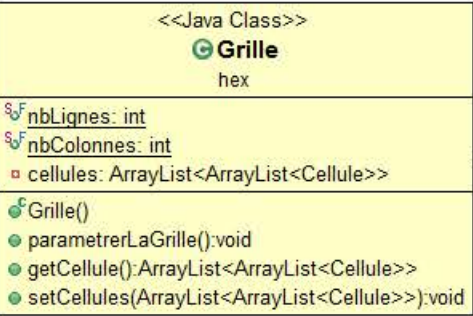 <<Java Class>>
Grille
hex
nbLignes: int
nbColonnes: int
cellules: ArrayList<ArrayList<Cellule>>
Grille()
parametrerLaGrille():void
getCellule():ArrayList<ArrayList<Cellule>>
setCellules(ArrayList<ArrayList<Cellule>>):void